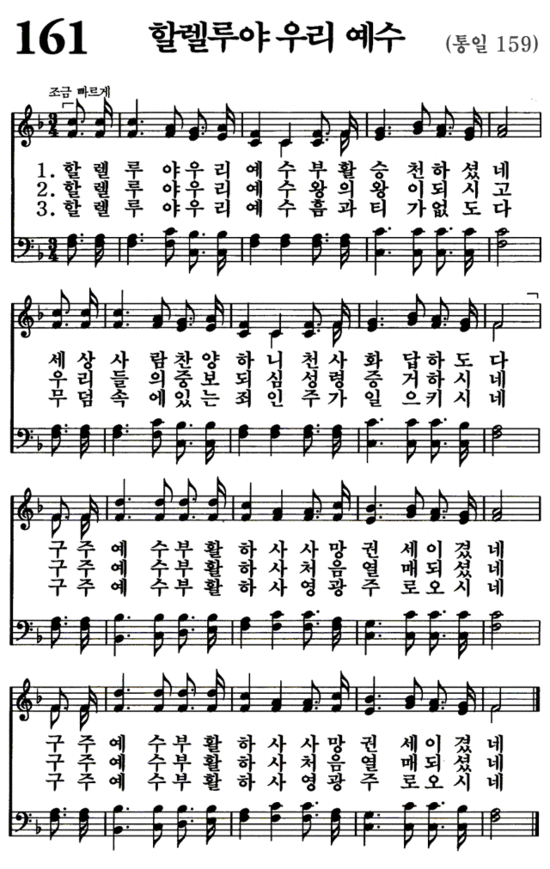 161 할렐루야 우리 예수 (통일 159)
조금 빠르게
1. 할 렐 루 야 우 리 예 수 부 활 승 천 하 셨 네
2. 할 렐 루 야 우 리 예 수 왕 의 왕 이 되 시 고
3. 할 렐 루 야 우 리 예 수 흠 과 티 가 없 도 다
세 상 사 람 찬 양 하 니 천 사 화 답 하 도 다
우 리 들 의 중 보 되 심 성 령 증 거 하 시 네
무 덤 속 에 있 는 죄 인 주 가 일 으 키 시 네
구 주 예 수 부 활 하 사 사 망 권 세 이 겼 네
구 주 예 수 부 활 하 사 처 음 열 매 되 셨 네
구 주 예 수 부 활 하 사 영 광 주 로 오 시 네
구 주 예 수 부 활 하 사 사 망 권 세 이 겼 네
구 주 예 수 부 활 하 사 처 음 열 매 되 셨 네
구 주 예 수 부 활 하 사 영 광 주 로 오 시 네